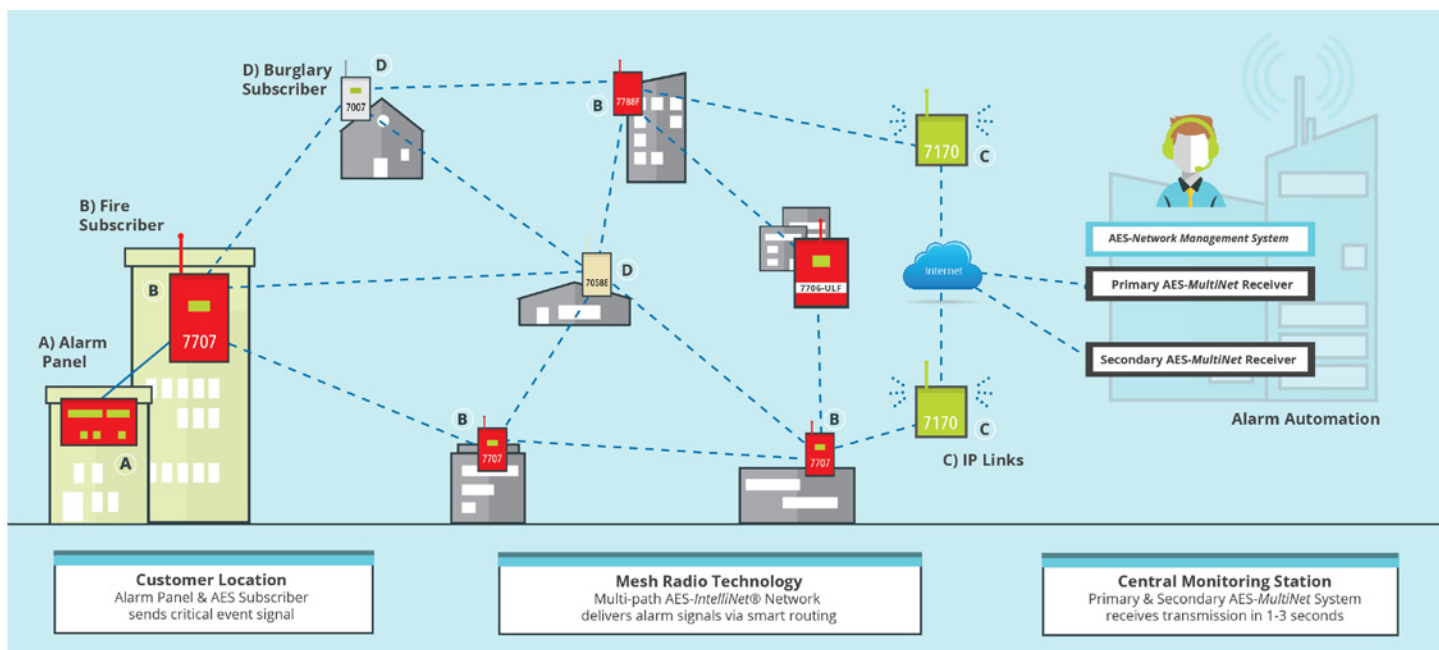 D) Burglary
Subscriber
D
7007
B
7788F
7170
C
B) Fire
Subscriber
B
7707
D
7058E
7706-ULF
Internet
AES-Network Management System
Primary AES-MultiNet Receiver
Secondary AES-MultiNet Receiver
Alarm Automation
A) Alarm
Panel
A
B
7707
B
7707
7170
C
C) IP Links
Customer Location
Alarm Panel & AES Subscriber
sends critical event signal
Mesh Radio Technology
Multi-path AES-IntelliNet® Network
delivers alarm signals via smart routing
Central Monitoring Station
Primary & Secondary AES-MultiNet System
receives transmission in 1-3 seconds